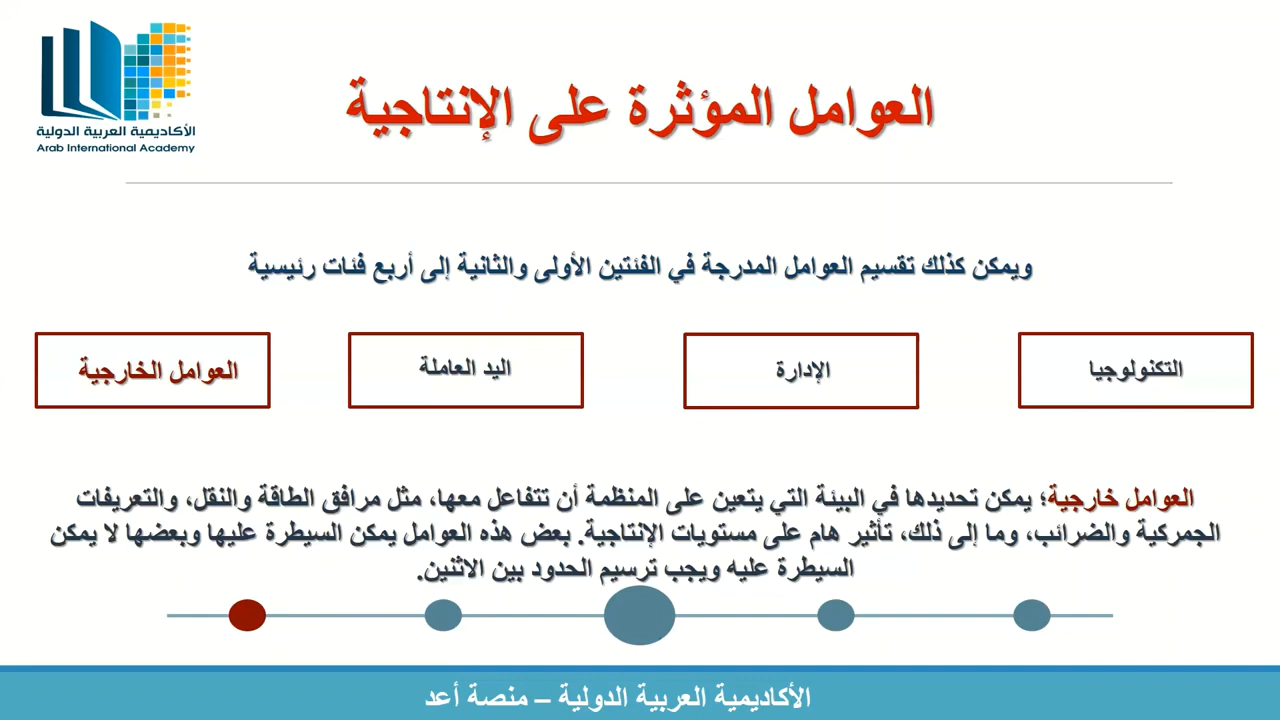 الأكاديمية العربية الدولية
Arab International Academy
العوامل المؤثرة على الإنتاجية
ويمكن كذلك تقسيم العوامل المدرجة في الفئتين الأولى والثانية إلى أربع فئات رئيسية
التكنولوجيا
الإدارة
اليد العاملة
العوامل الخارجية
العوامل خارجية؛ يمكن تحديدها في البيئة التي يتعين على المنظمة أن تتفاعل معها، مثل مرافق الطاقة والنقل، والتعريفات
الجمركية والضرائب، وما إلى ذلك، تأثير هام على مستويات الإنتاجية. بعض هذه العوامل يمكن السيطرة عليها وبعضها لا يمكن
السيطرة عليه ويجب ترسيم الحدود بين الاثنين.
الأكاديمية العربية الدولية – منصة أعد